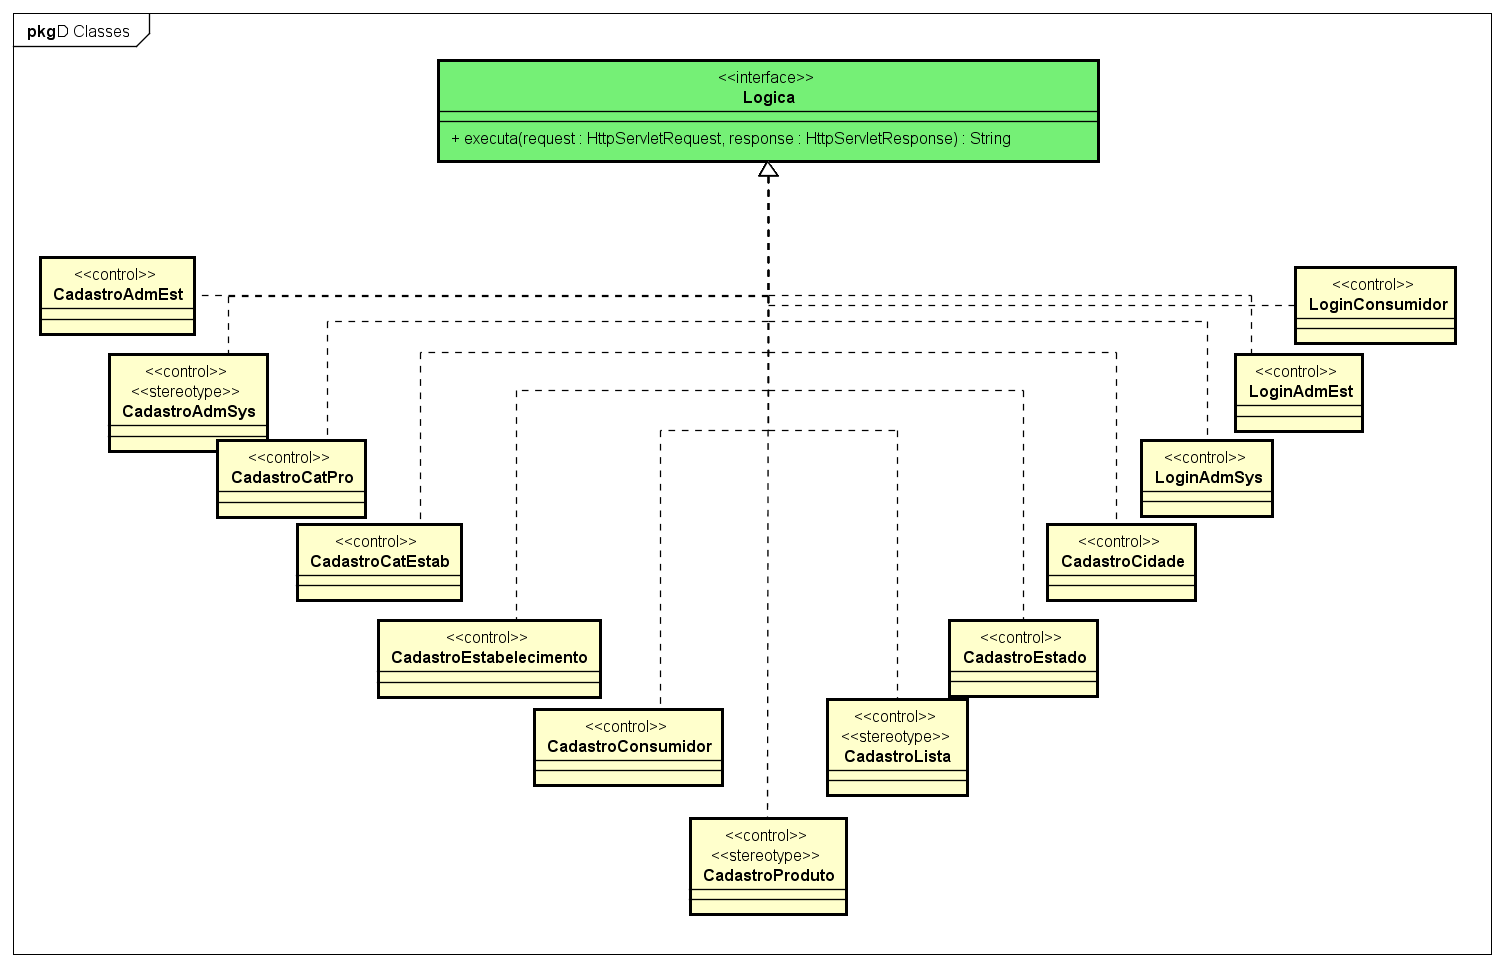 pkgD Classes
<<interface>>
Logica
+ executa(request : HttpServletRequest, response : HttpServletResponse) : String
<<control>>
CadastroAdmEst
<<control>>
LoginConsumidor
<<control>>
<<stereotype>>
CadastroAdmSys
<<control>>
LoginAdmEst
<<control>>
CadastroCatPro
<<control>>
LoginAdmSys
<<control>>
CadastroCatEstab
<<control>>
CadastroCidade
<<control>>
CadastroEstabelecimento
<<control>>
CadastroEstado
<<control>>
CadastroConsumidor
<<control>>
<<stereotype>>
CadastroLista
<<control>>
<<stereotype>>
CadastroProduto